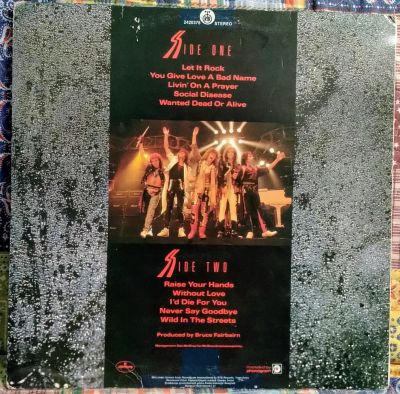 2420376 STEREO
SIDE ONE
Let It Rock
You Give Love A Bad Name
Livin' On A Prayer
Social Disease
Wanted Dead Or Alive
SIDE TWO
Raise Your Hands
Without Love
I'd Die For You
Never Say Goodbye
Wild In The Streets
Produced by Bruce Fairbairn